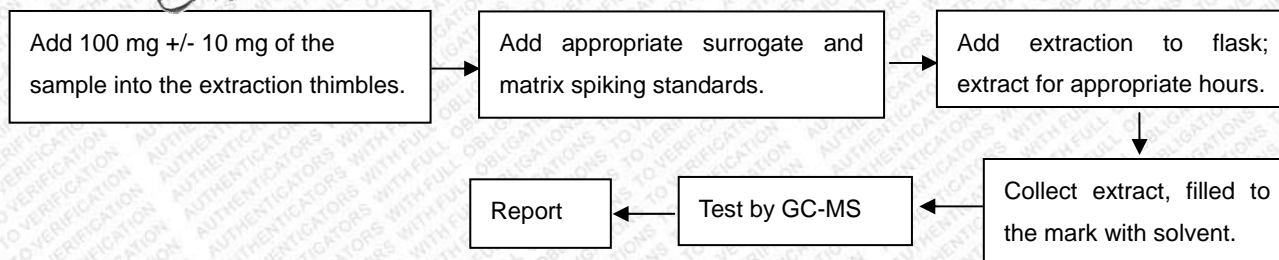 Add 100 mg +/- 10 mg of the
sample into the extraction thimbles.
Add appropriate surrogate and
matrix spiking standards.
Add extraction to flask;
extract for appropriate hours.
Collect extract, filled to
the mark with solvent.
Test by GC-MS
Report